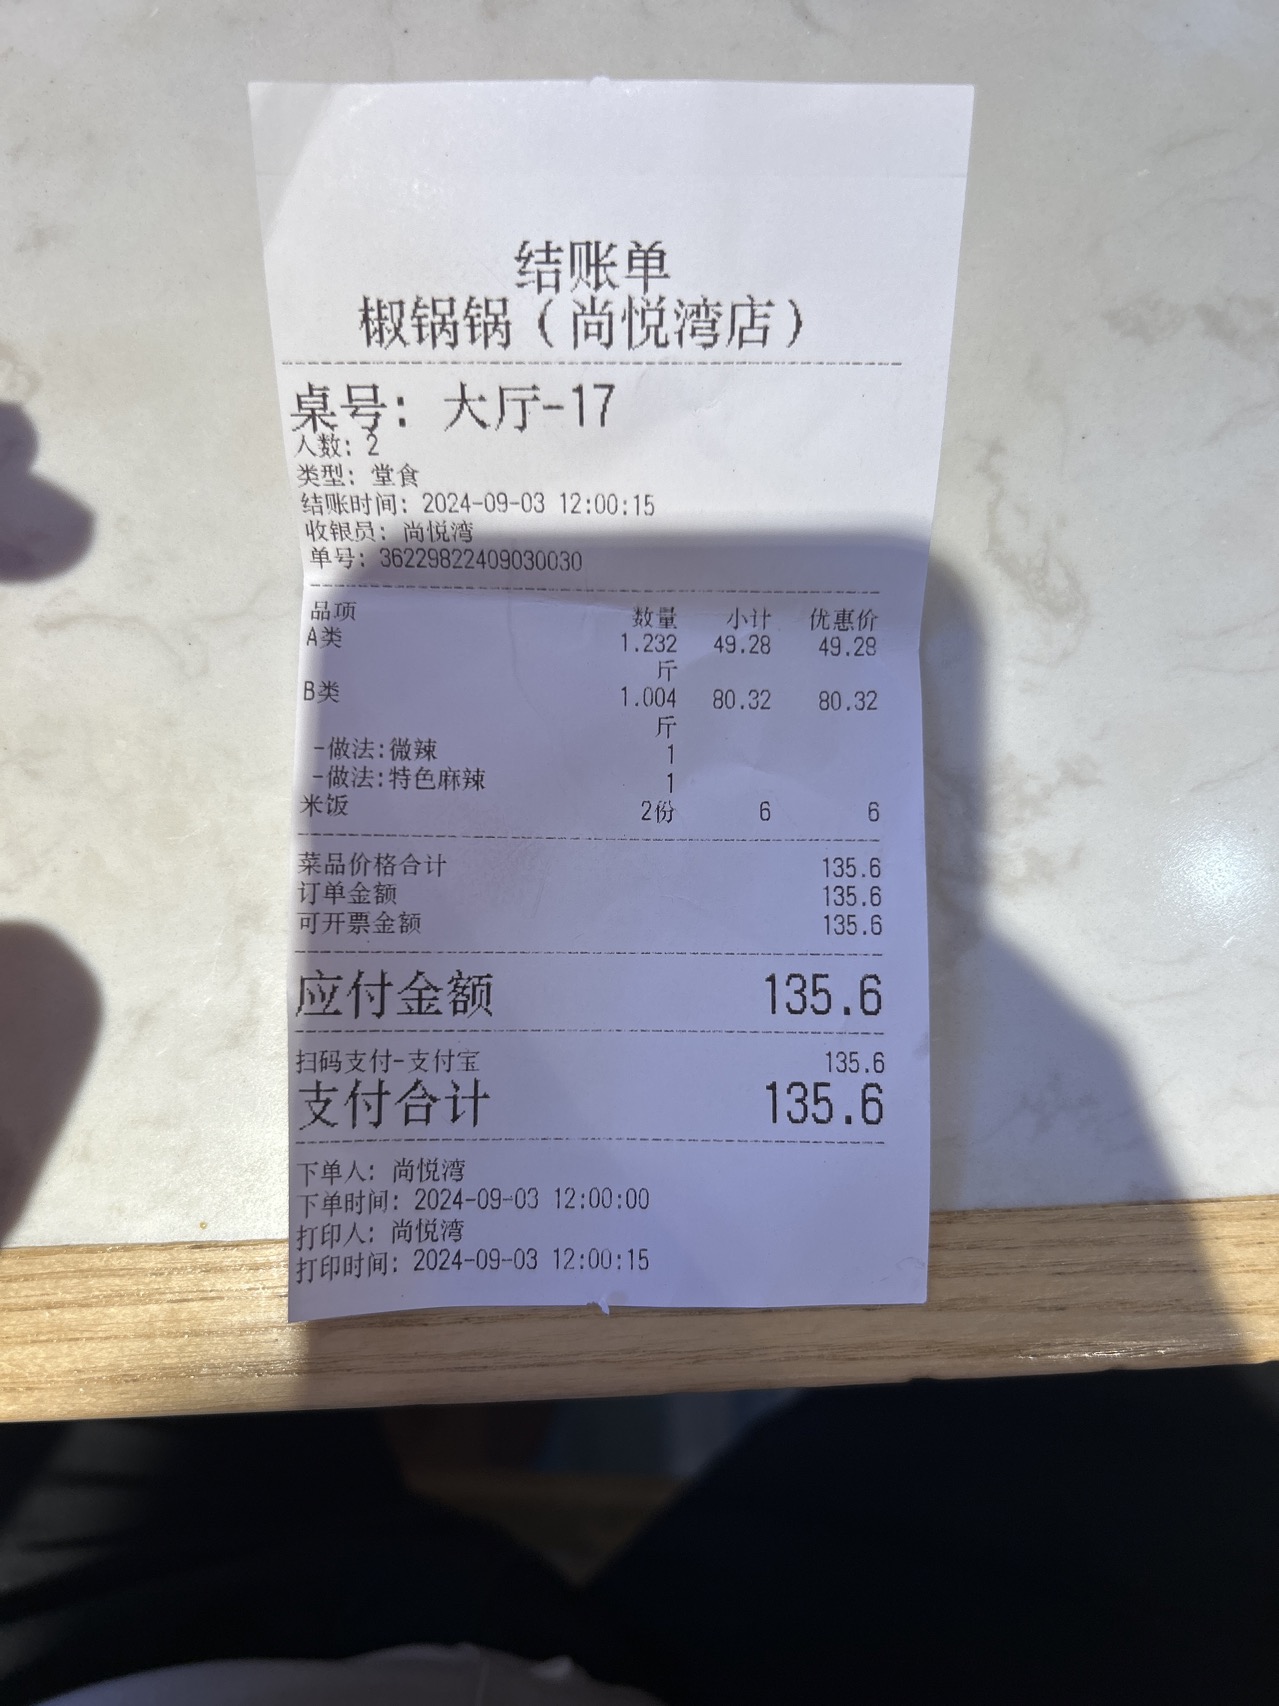 结账单
椒锅锅（尚悦湾店）
桌号： 大厅-17
人数: 2
类型: 堂食
结账时间: 2024-09-03 12:00:15
收银员: 尚悦湾
单号: 36229822409030030
品项 数量 小计 优惠价
A类 1.232 49.28 49.28
斤
B类 1.004 80.32 80.32
斤
-做法:微辣 1
-做法:特色麻辣 1
米饭 2份 6 6
菜品价格合计 135.6
订单金额 135.6
可开票金额 135.6
应付金额 135.6
扫码支付-支付宝 135.6
支付合计 135.6
下单人: 尚悦湾
下单时间: 2024-09-03 12:00:00
打印人: 尚悦湾
打印时间: 2024-09-03 12:00:15